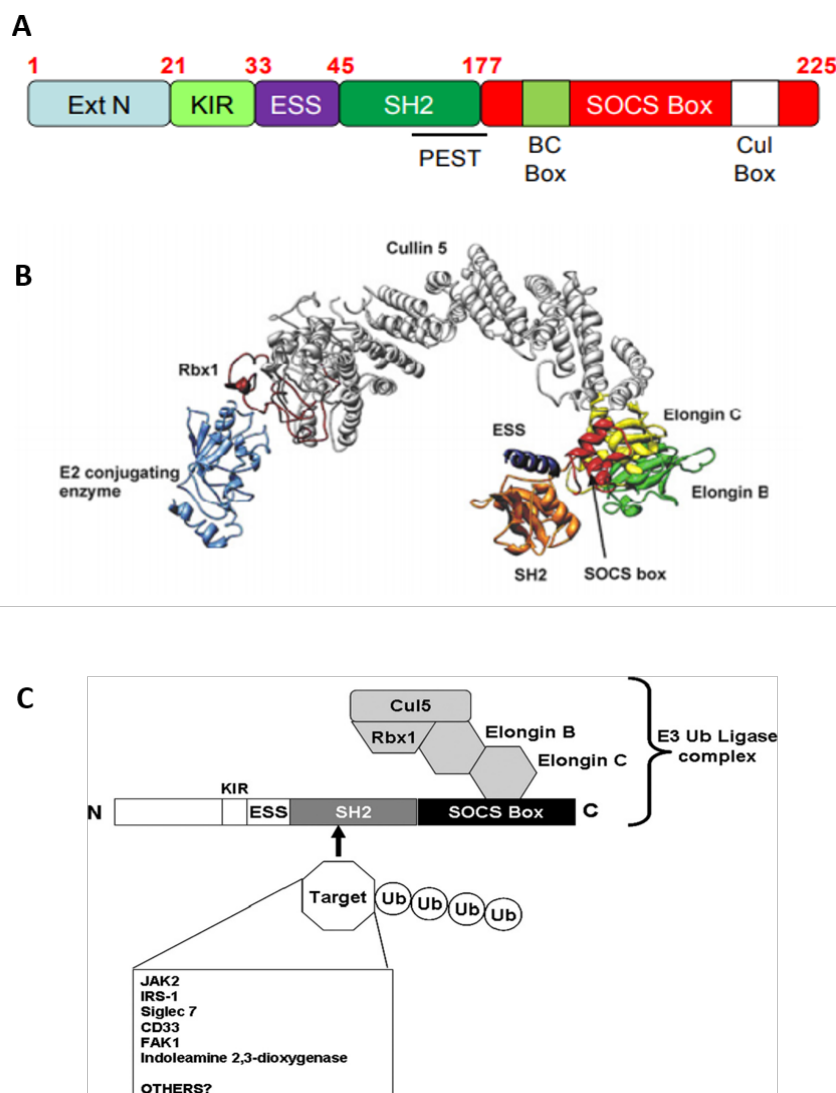 A
1 21 33 45 177 225
Ext N KIR ESS SH2 SOCS Box
PEST BC Box Cul Box
B
Cullin 5
Rbx1
Elongin C
ESS
E2 conjugating
enzyme
Elongin B
SH2 SOCS box
C
Cul5
Rbx1
Elongin B
Elongin C
E3 Ub Ligase
complex
KIR
N ESS SH2 SOCS Box C
Target Ub Ub Ub Ub
JAK2
IRS-1
Siglec 7
CD33
FAK1
Indoleamine 2,3-dioxygenase
OTHERS?